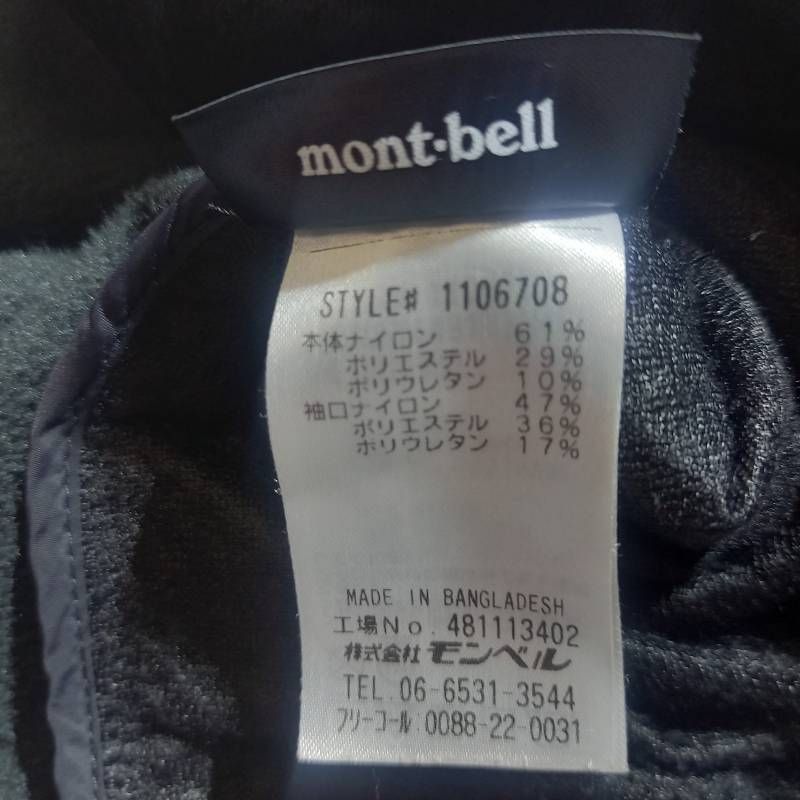 mont-bell
STYLE# 1106708
本体ナイロン 61%
ポリエステル 29%
ポリウレタン 10%
袖口ナイロン 47%
ポリエステル 36%
ポリウレタン 17%
MADE IN BANGLADESH
工場No. 481113402
株式会社 モンベル
TEL. 06-6531-3544
フリーコール 0088-22-0031